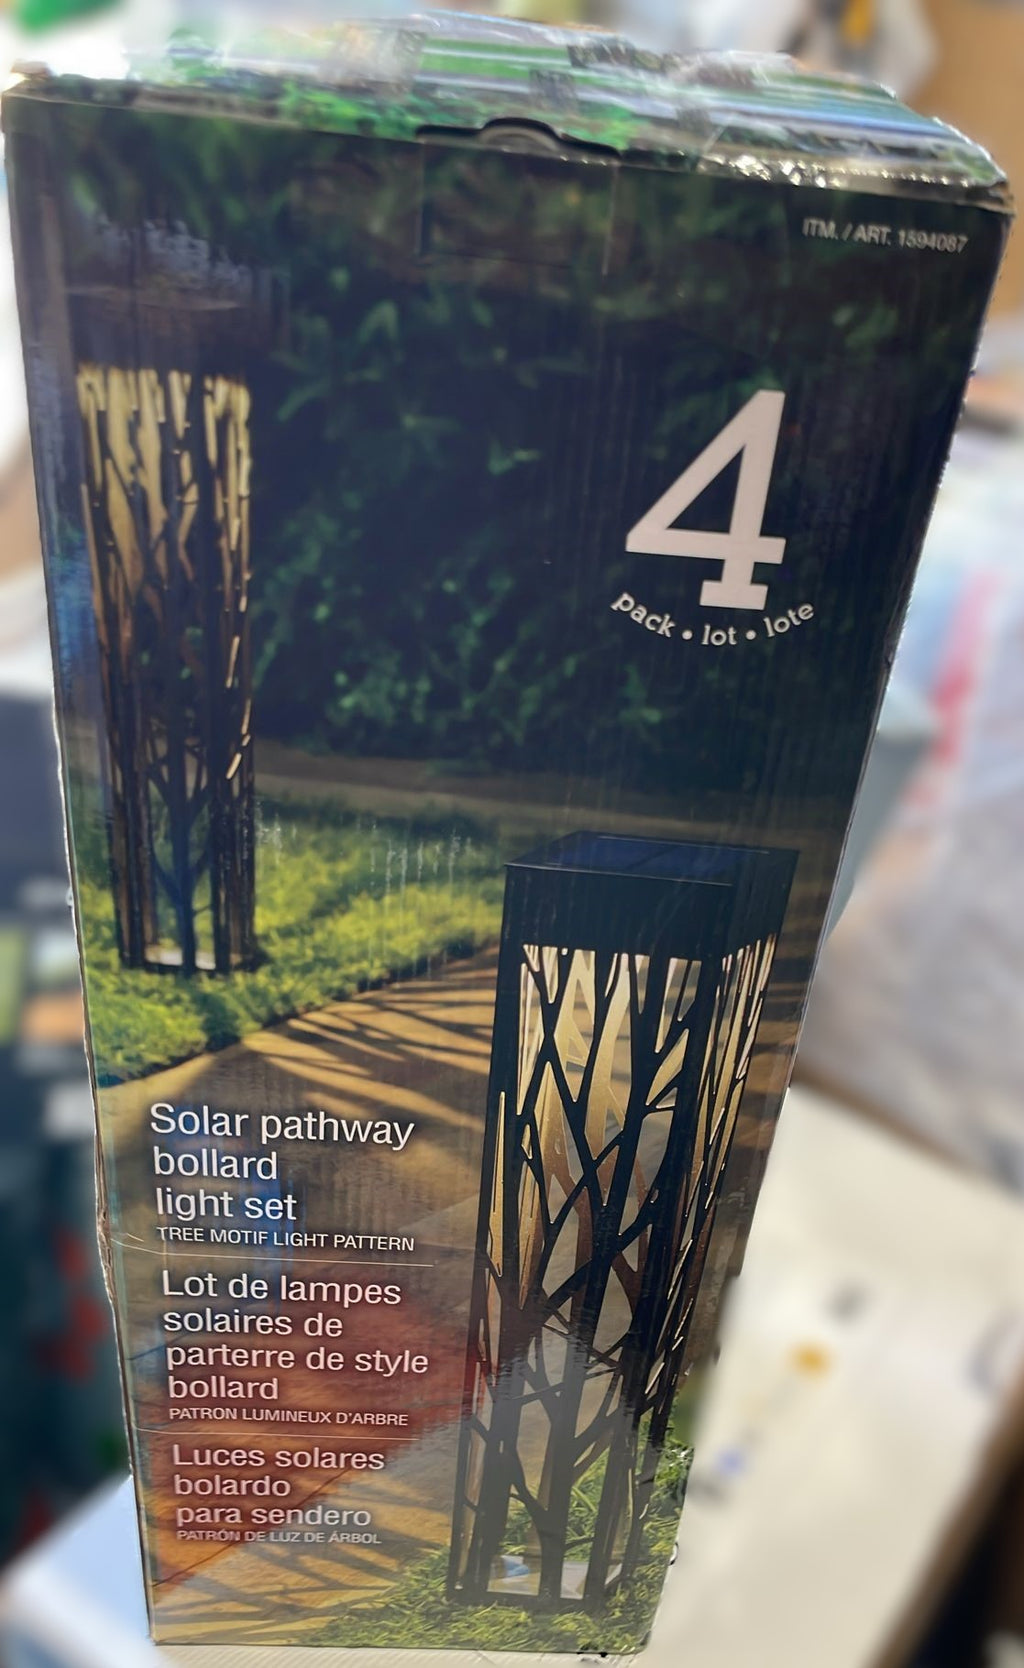 ITM. / ART. 1594087
4
pack • lot • lote
Solar pathway
bollard
light set
TREE MOTIF LIGHT PATTERN
Lot de lampes
solaires de
parterre de style
bollard
PATRON LUMINEUX D'ARBRE
Luces solares
bolardo
para sendero
PATRÓN DE LUZ DE ÁRBOL